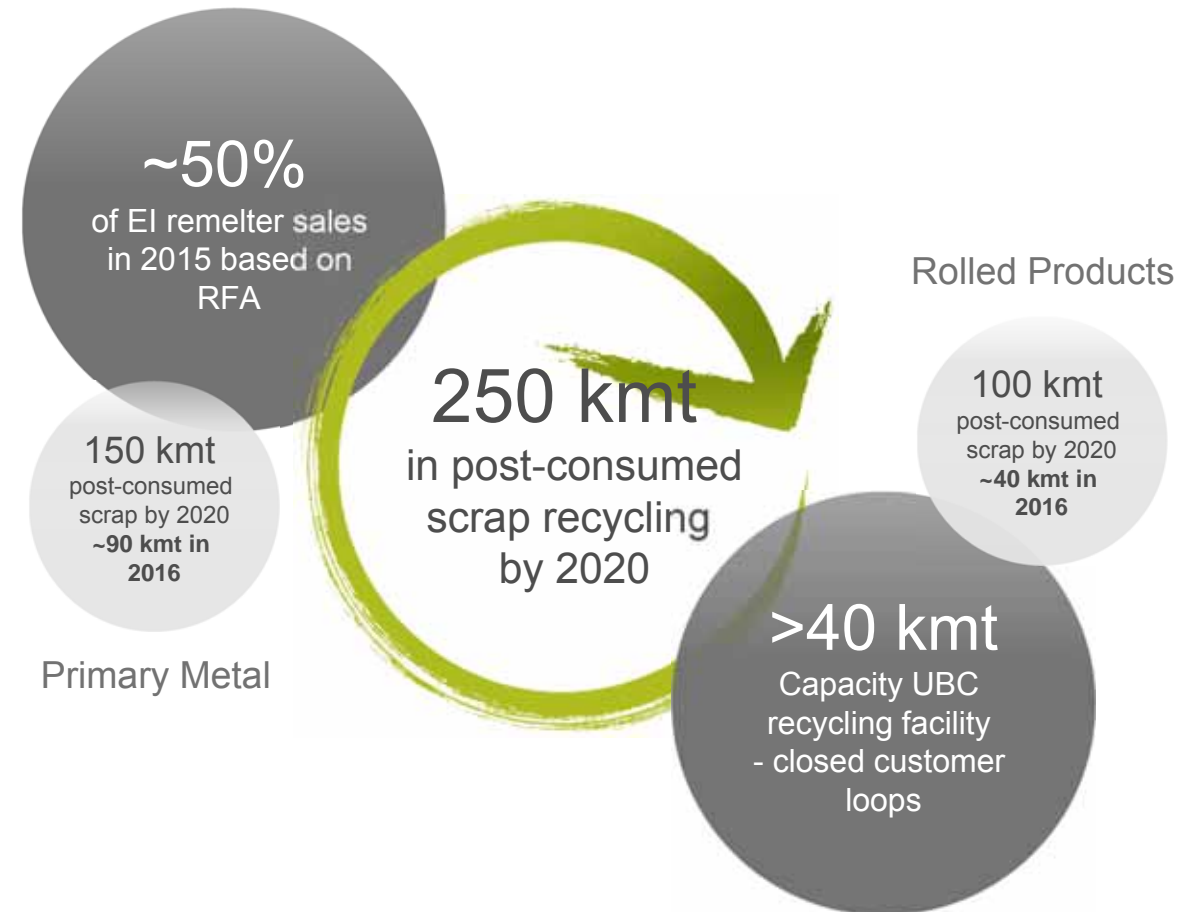 ~50%
of EI remelter sales
in 2015 based on
RFA
150 kmt
post-consumed
scrap by 2020
~90 kmt in
2016
Primary Metal
250 kmt
in post-consumed
scrap recycling
by 2020
Rolled Products
100 kmt
post-consumed
scrap by 2020
~40 kmt in
2016
>40 kmt
Capacity UBC
recycling facility
- closed customer
loops